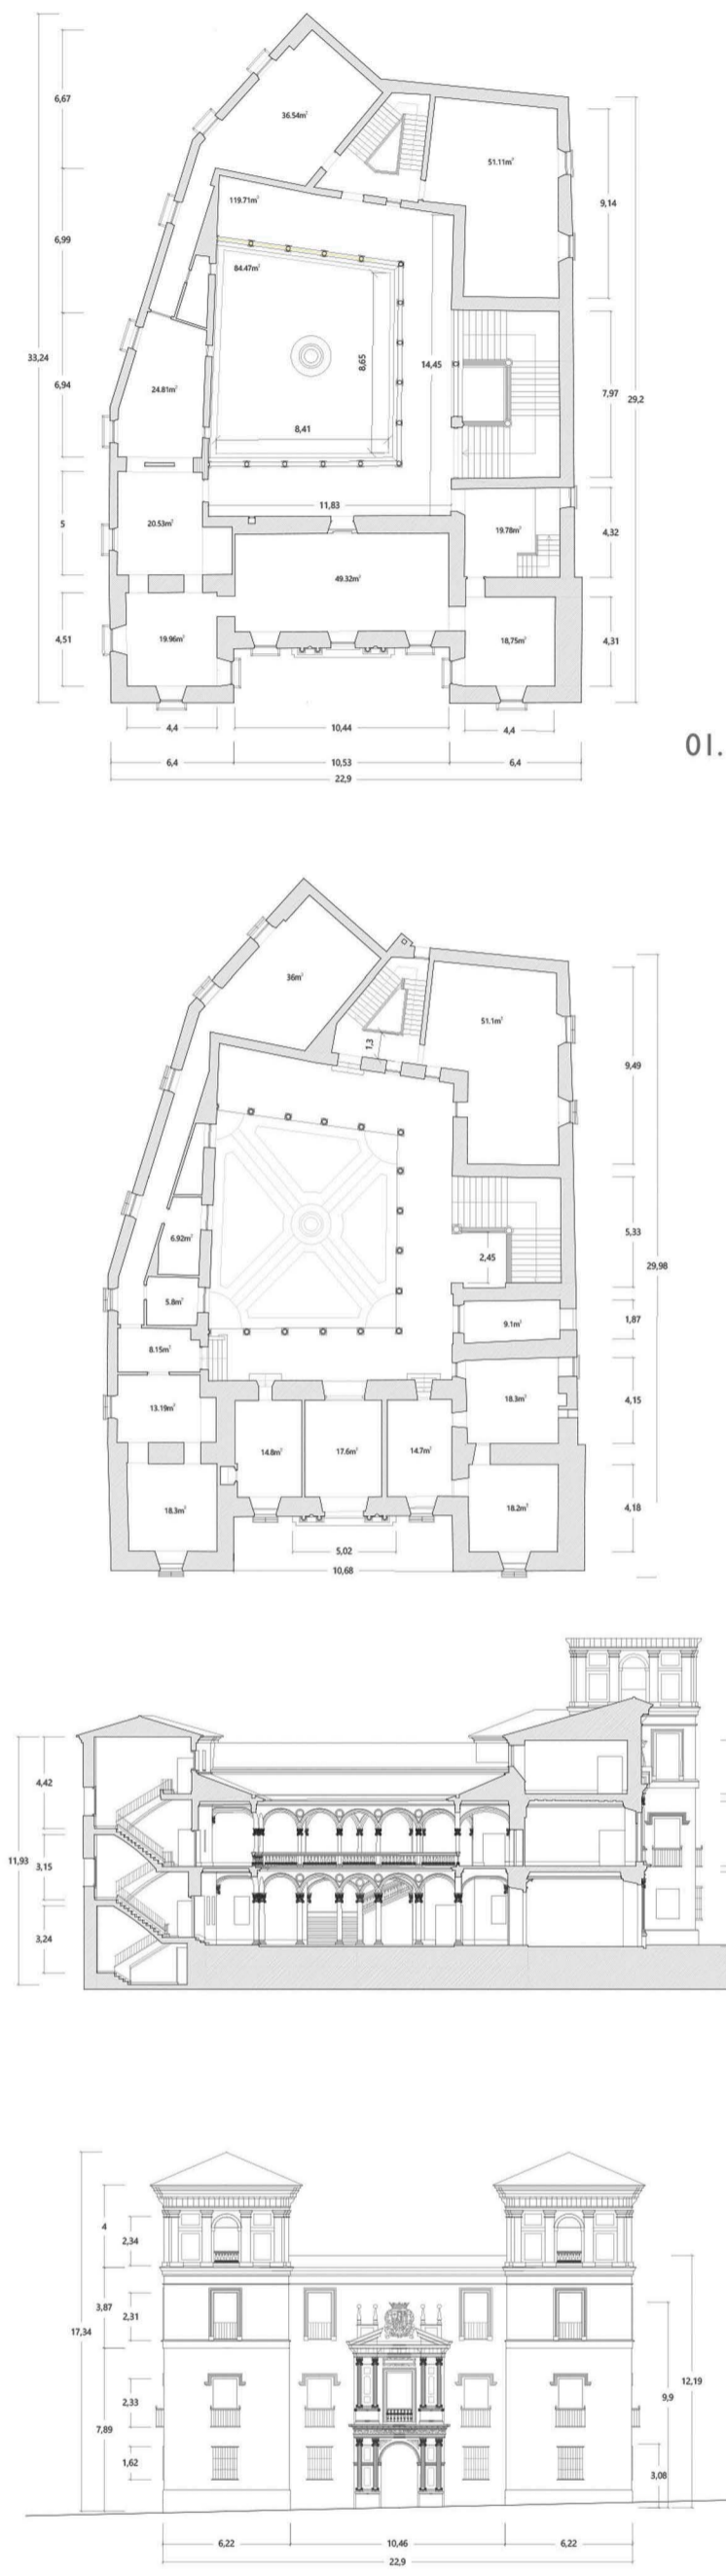 6,67
36.54m²
51.11m²
119.71m²
9,14
6,99
84.47m²
33,24
8,65
14,45
6,94
24.81m²
7,97
29,2
8,41
11,83
5
20.53m²
19.78m²
4,32
49.32m²
4,51
19.96m²
18,75m²
4,31
4,4
10,44
4,4
01.
6,4
10,53
6,4
22,9
36m²
51.1m²
1,3
9,49
6.92m²
5,33
2,45
29,98
5.8m²
9.1m²
1,87
8.15m²
13.19m²
18.3m²
4,15
14.8m²
17.6m²
14.7m²
18.3m²
18.2m²
4,18
5,02
10,68
4,42
11,93
3,15
3,24
4
2,34
3,87
2,31
17,34
12,19
2,33
9,9
7,89
1,62
3,08
6,22
10,46
6,22
22,9